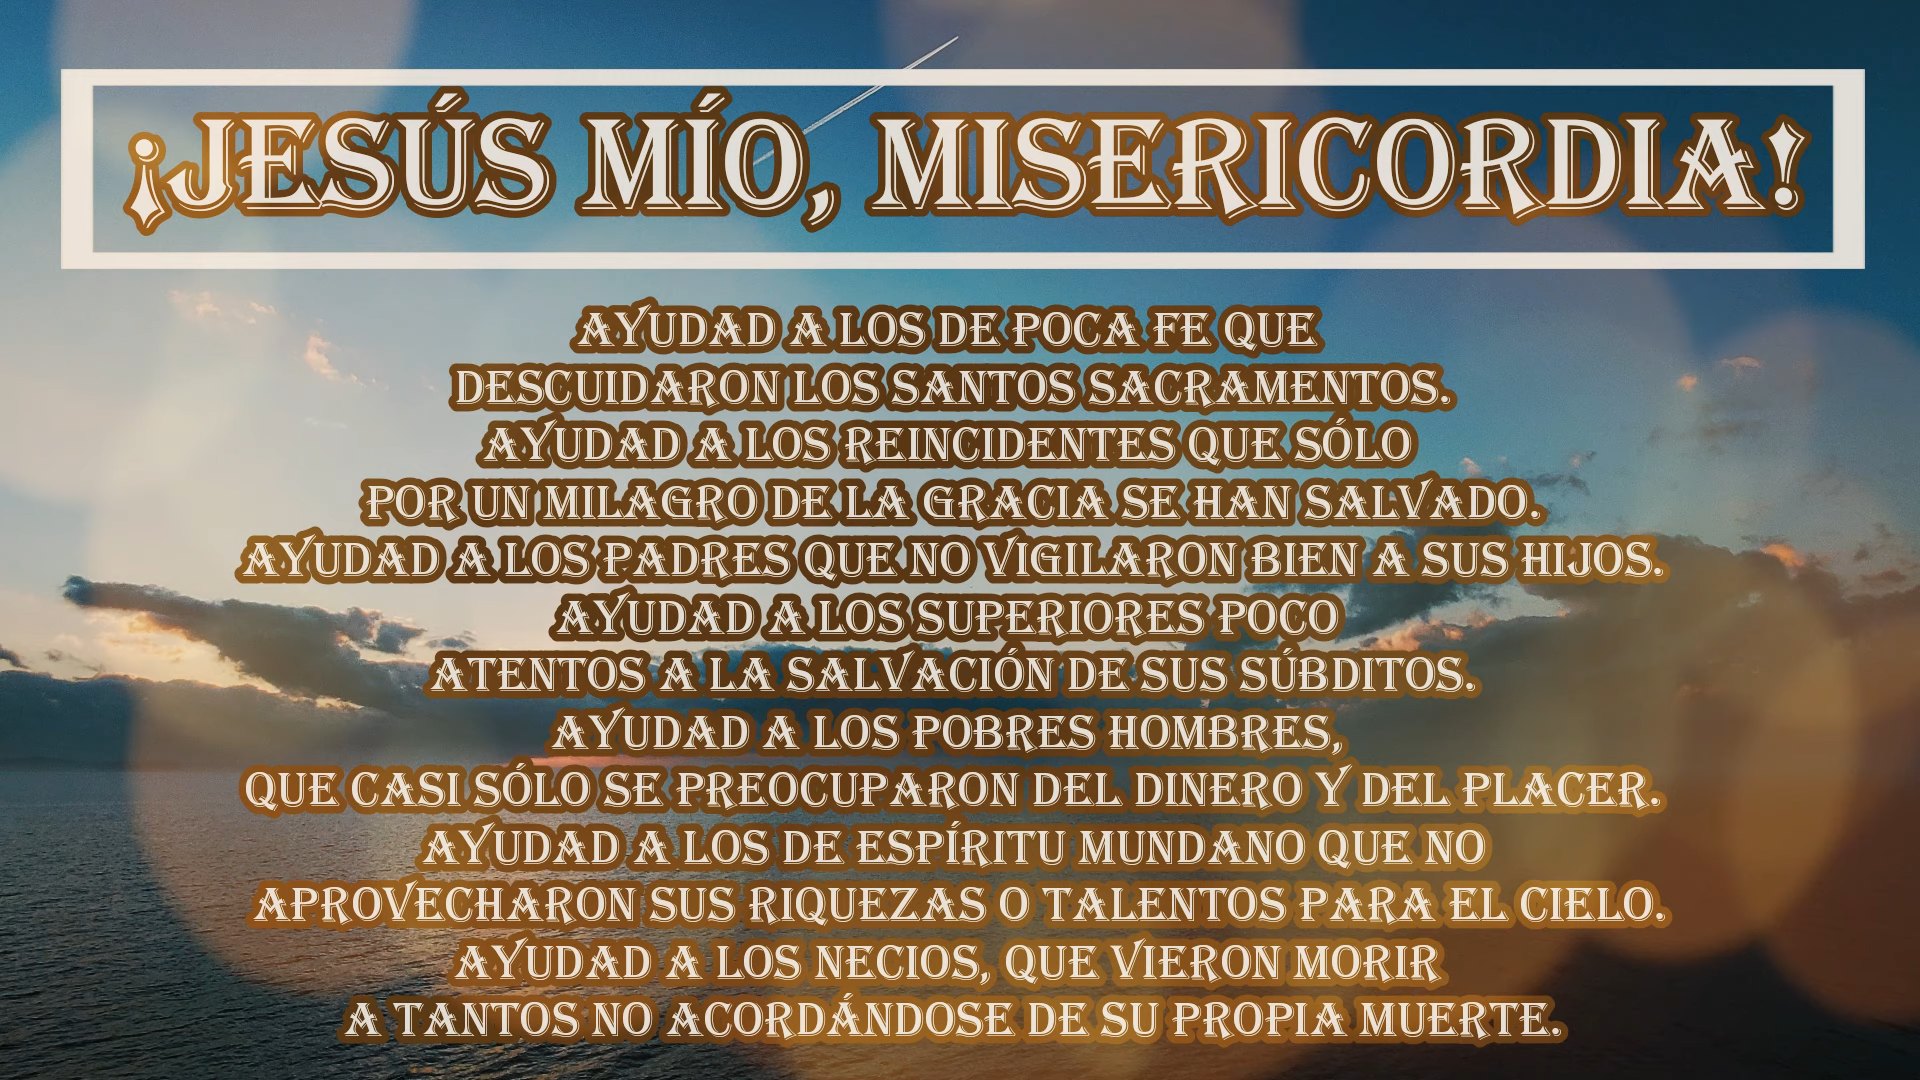 ¡JESÚS MÍO, MISERICORDIA!
AYUDAD A LOS DE POCA FE QUE
DESCUIDARON LOS SANTOS SACRAMENTOS.
AYUDAD A LOS REINCIDENTES QUE SÓLO
POR UN MILAGRO DE LA GRACIA SE HAN SALVADO.
AYUDAD A LOS PADRES QUE NO VIGILARON BIEN A SUS HIJOS.
AYUDAD A LOS SUPERIORES POCO
ATENTOS A LA SALVACIÓN DE SUS SÚBDITOS.
AYUDAD A LOS POBRES HOMBRES,
QUE CASI SÓLO SE PREOCUPARON DEL DINERO Y DEL PLACER.
AYUDAD A LOS DE ESPÍRITU MUNDANO QUE NO
APROVECHARON SUS RIQUEZAS O TALENTOS PARA EL CIELO.
AYUDAD A LOS NECIOS, QUE VIERON MORIR
A TANTOS NO ACORDÁNDOSE DE SU PROPIA MUERTE.